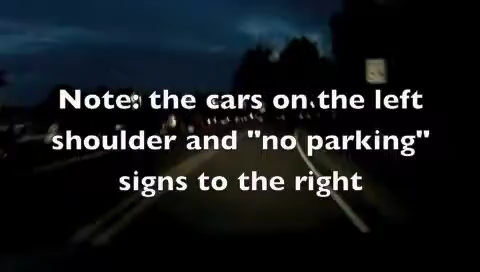 Note: the cars on the left
shoulder and "no parking"
signs to the right